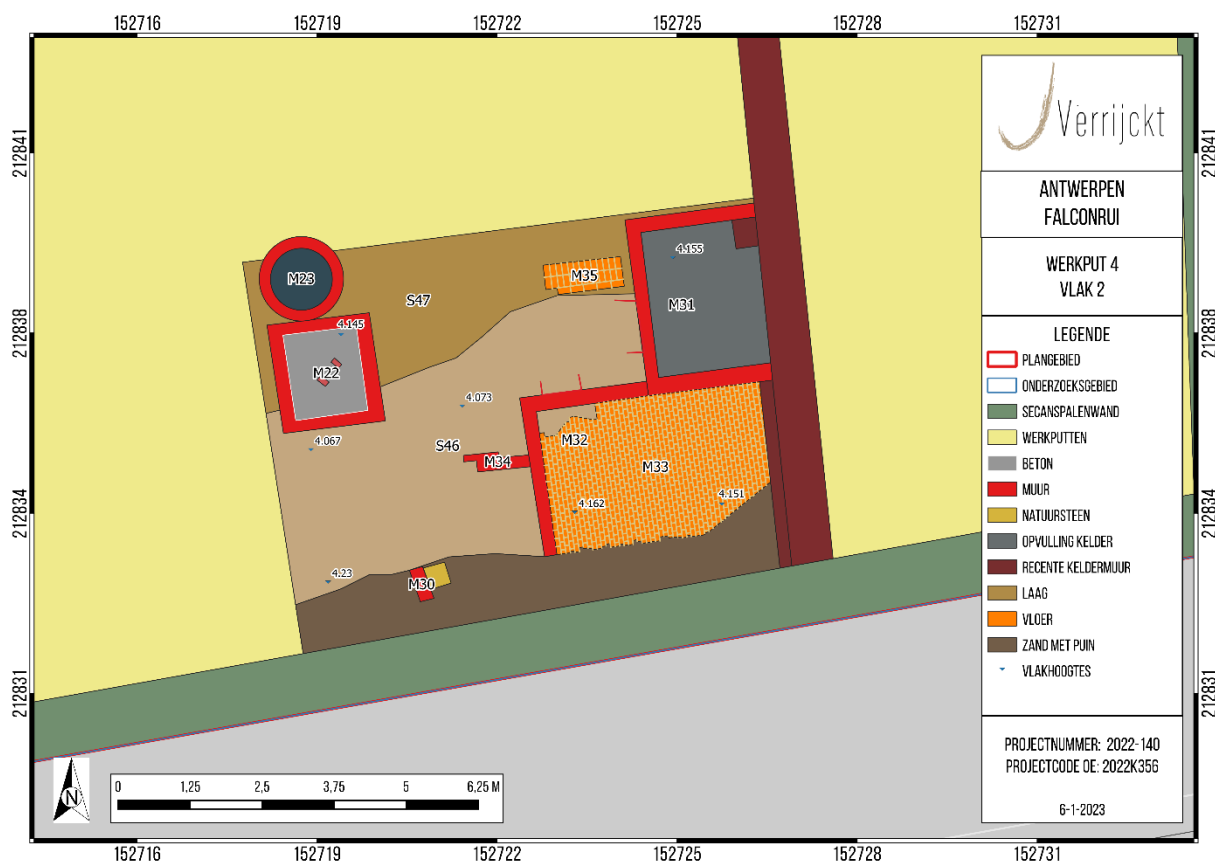 152716 152719 152722 152725 152728 152731
212841 212841
212838 212838
212834 212834
212831 212831
M23
S47
M35
4.155
M31
4.145
M22
4.073
4.067
S46
M34
M32
M33
4.162
4.151
4.23
M30
Verrijckt
ANTWERPEN
FALCONRUI
WERKPUT 4
VLAK 2
LEGENDE
PLANGEBIED
ONDERZOEKSGEBIED
SECANSPALENWAND
WERKPUTTEN
BETON
MUUR
NATUURSTEEN
OPVULLING KELDER
RECENTE KELDERMUUR
LAAG
VLOER
ZAND MET PUIN
VLAKHOOGTES
PROJECTNUMMER: 2022-140
PROJECTCODE OE: 2022K356
6-1-2023
N
0 1,25 2,5 3,75 5 6,25 M
152716 152719 152722 152725 152728 152731